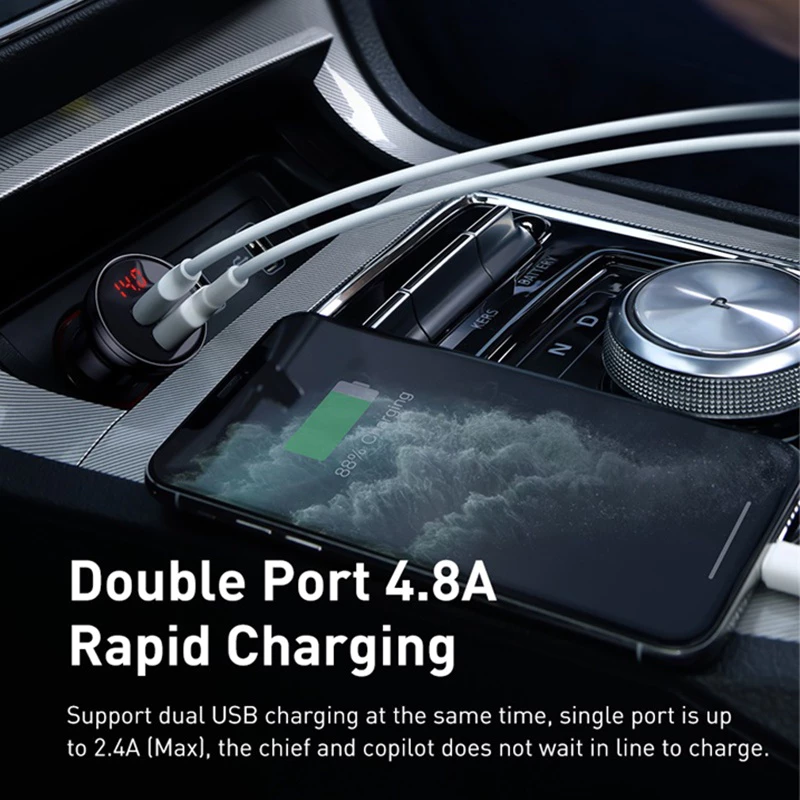 14.2
BATTERY
KERS
N
D
P
88% Charging
Double Port 4.8A
Rapid Charging
Support dual USB charging at the same time, single port is up
to 2.4A (Max), the chief and copilot does not wait in line to charge.